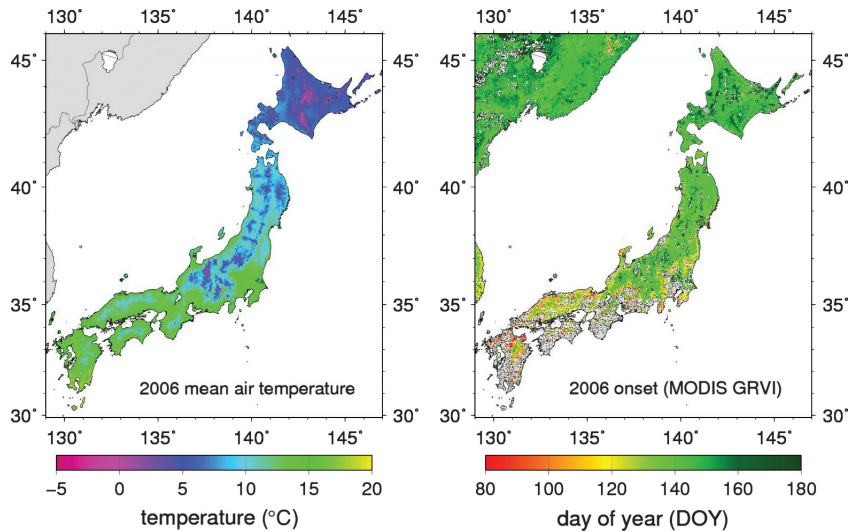 130° 135° 140° 145°
45°
40°
35°
30°
2006 mean air temperature
130° 135° 140° 145°
45°
40°
35°
30°
−5 0 5 10 15 20
temperature (°C)
130° 135° 140° 145°
45°
40°
35°
30°
2006 onset (MODIS GRVI)
130° 135° 140° 145°
45°
40°
35°
30°
80 100 120 140 160 180
day of year (DOY)